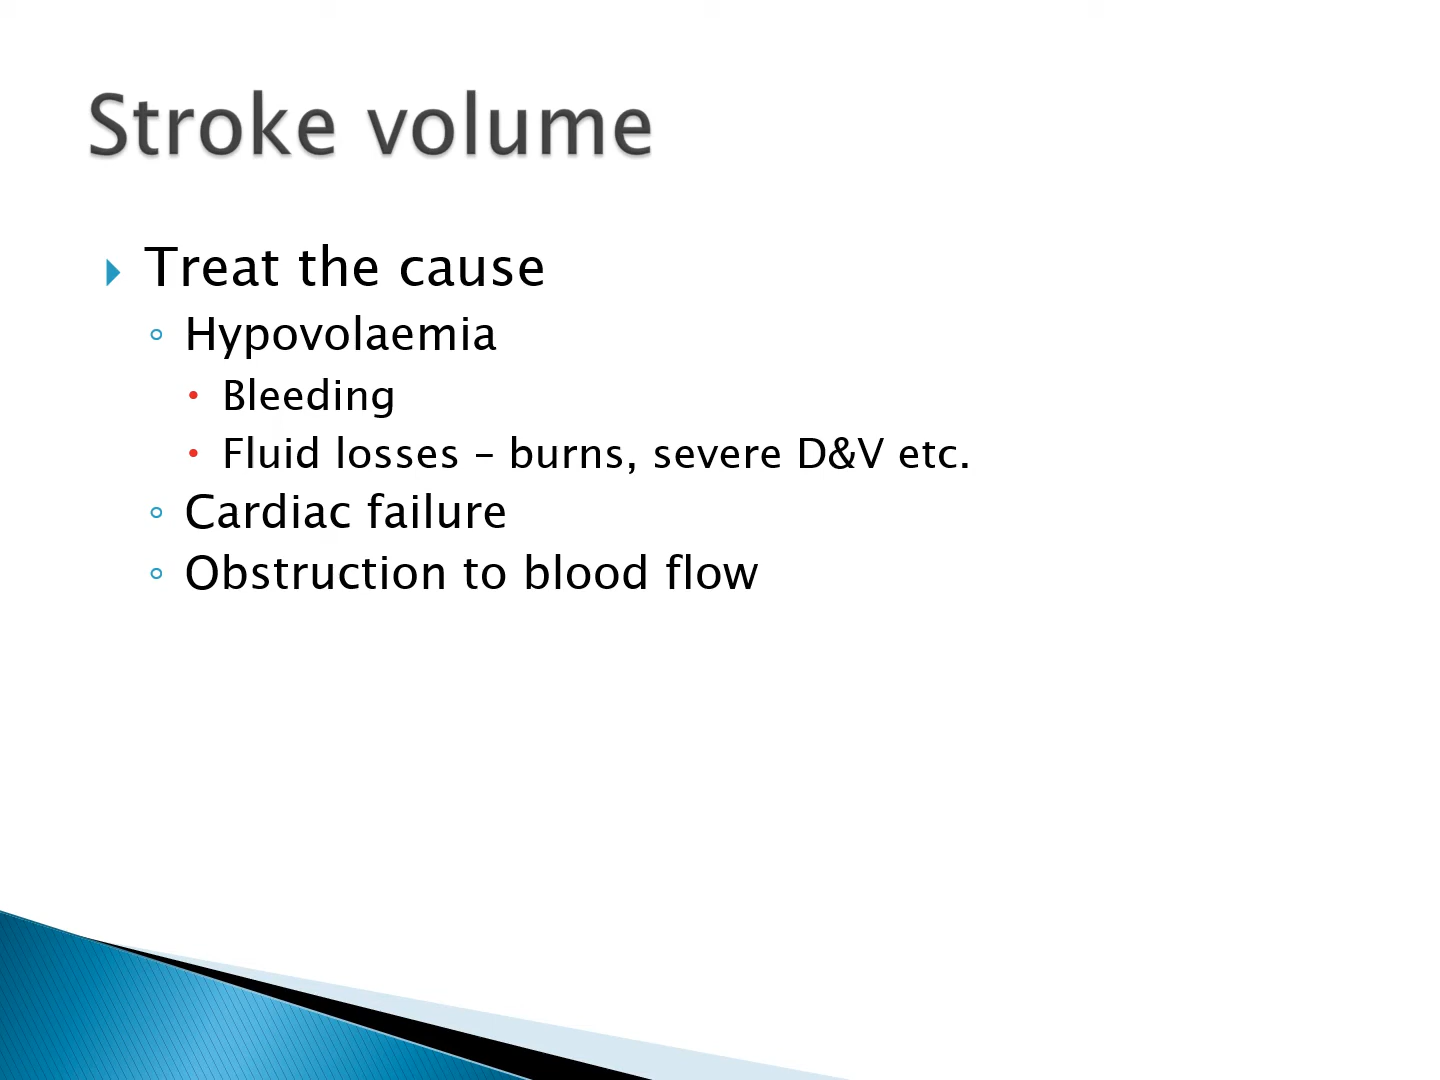 Stroke volume
Treat the cause
Hypovolaemia
Bleeding
Fluid losses – burns, severe D&V etc.
Cardiac failure
Obstruction to blood flow